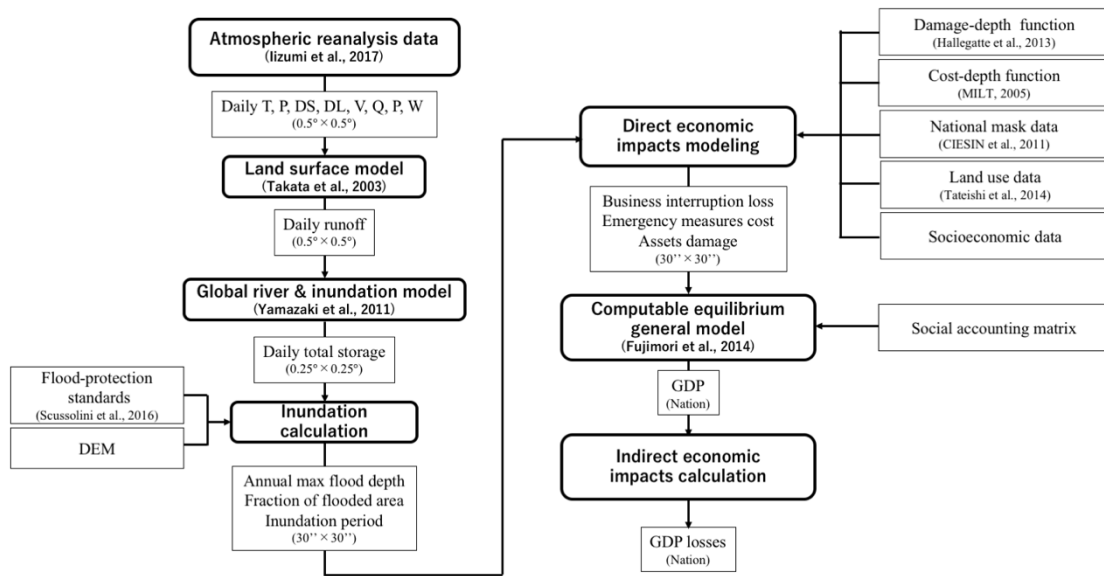 Atmospheric reanalysis data
(Iizumi et al., 2017)
Daily T, P, DS, DL, V, Q, P, W
(0.5° × 0.5°)
Land surface model
(Takata et al., 2003)
Daily runoff
(0.5° × 0.5°)
Global river & inundation model
(Yamazaki et al., 2011)
Daily total storage
(0.25° × 0.25°)
Flood-protection
standards
(Scussolini et al., 2016)
DEM
Inundation
calculation
Annual max flood depth
Fraction of flooded area
Inundation period
(30’’ × 30’’)
Direct economic
impacts modeling
Damage-depth function
(Hallegatte et al., 2013)
Cost-depth function
(MILT, 2005)
National mask data
(CIESIN et al., 2011)
Land use data
(Tateishi et al., 2014)
Socioeconomic data
Business interruption loss
Emergency measures cost
Assets damage
(30’’ × 30’’)
Computable equilibrium
general model
(Fujimori et al., 2014)
Social accounting matrix
GDP
(Nation)
Indirect economic
impacts calculation
GDP losses
(Nation)